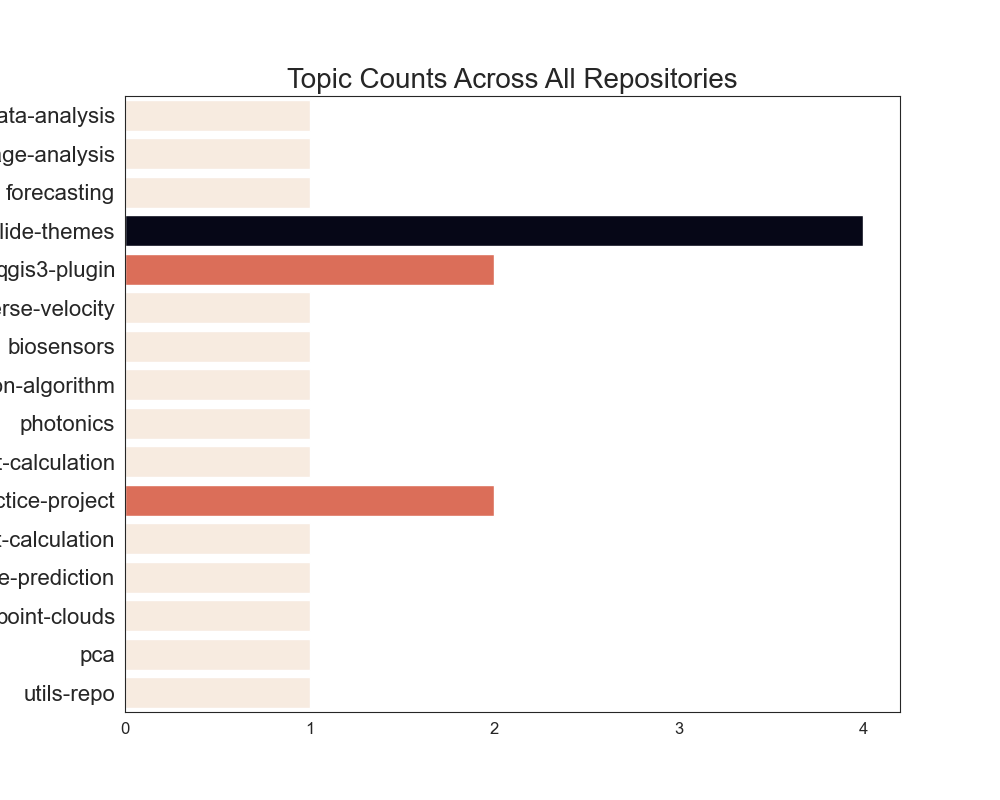 Topic Counts Across All Repositories
ata-analysis
ge-analysis
forecasting
lide-themes
qgis3-plugin
erse-velocity
biosensors
on-algorithm
photonics
t-calculation
ctice-project
t-calculation
e-prediction
point-clouds
pca
utils-repo
0 1 2 3 4